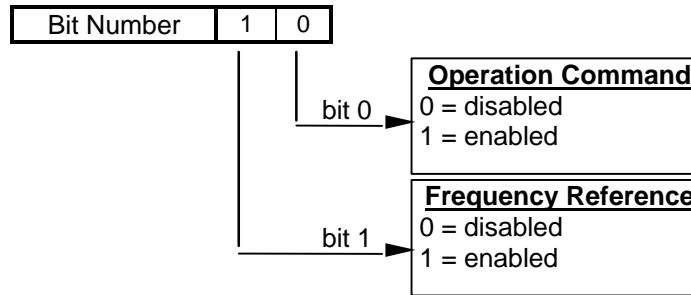 Bit Number 1 0
bit 0
Operation Command
0 = disabled
1 = enabled
bit 1
Frequency Reference
0 = disabled
1 = enabled